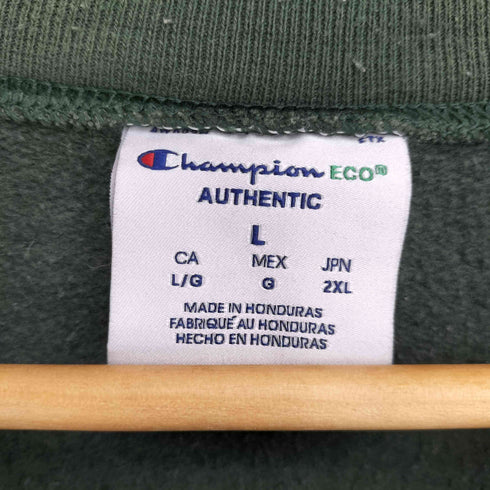 Champion ECO®
AUTHENTIC
L
CA MEX JPN
L/G G 2XL
MADE IN HONDURAS
FABRIQUÉ AU HONDURAS
HECHO EN HONDURAS